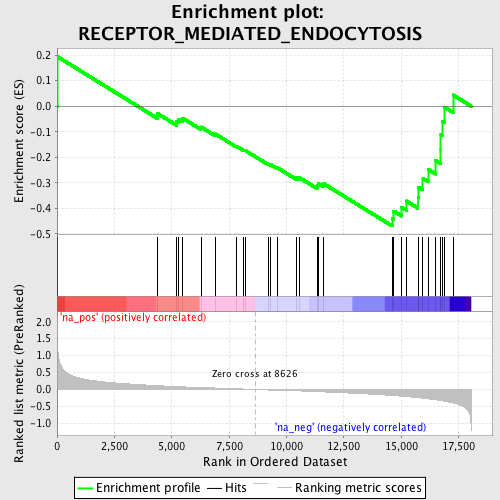 Enrichment plot:
RECEPTOR_MEDIATED_ENDOCYTOSIS
Enrichment score (ES)
0.2
0.1
0.0
-0.1
-0.2
-0.3
-0.4
-0.5
'na_pos' (positively correlated)
Ranked list metric (PreRanked)
2.0
1.5
1.0
0.5
0.0
-0.5
-1.0
Zero cross at 8626
'na_neg' (negatively correlated)
0
2,500
5,000
7,500
10,000
12,500
15,000
17,500
Rank in Ordered Dataset
Enrichment profile
Hits
Ranking metric scores